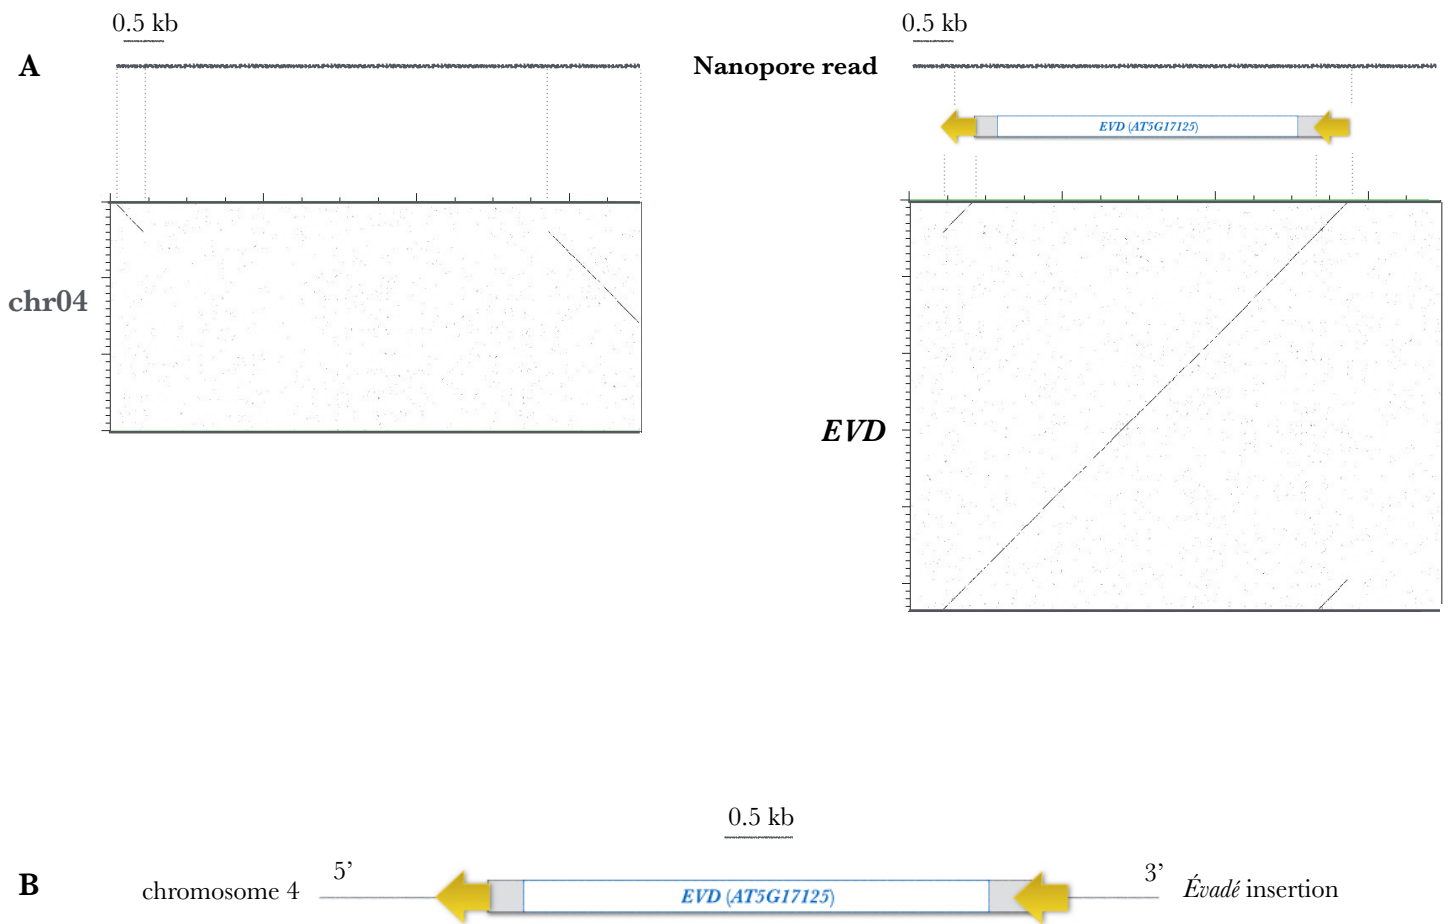 0.5 kb
0.5 kb
A
Nanopore read
EVD (AT5G17125)
chr04
EVD
0.5 kb
B
chromosome 4
5’
EVD (AT5G17125)
3’
Évadé insertion